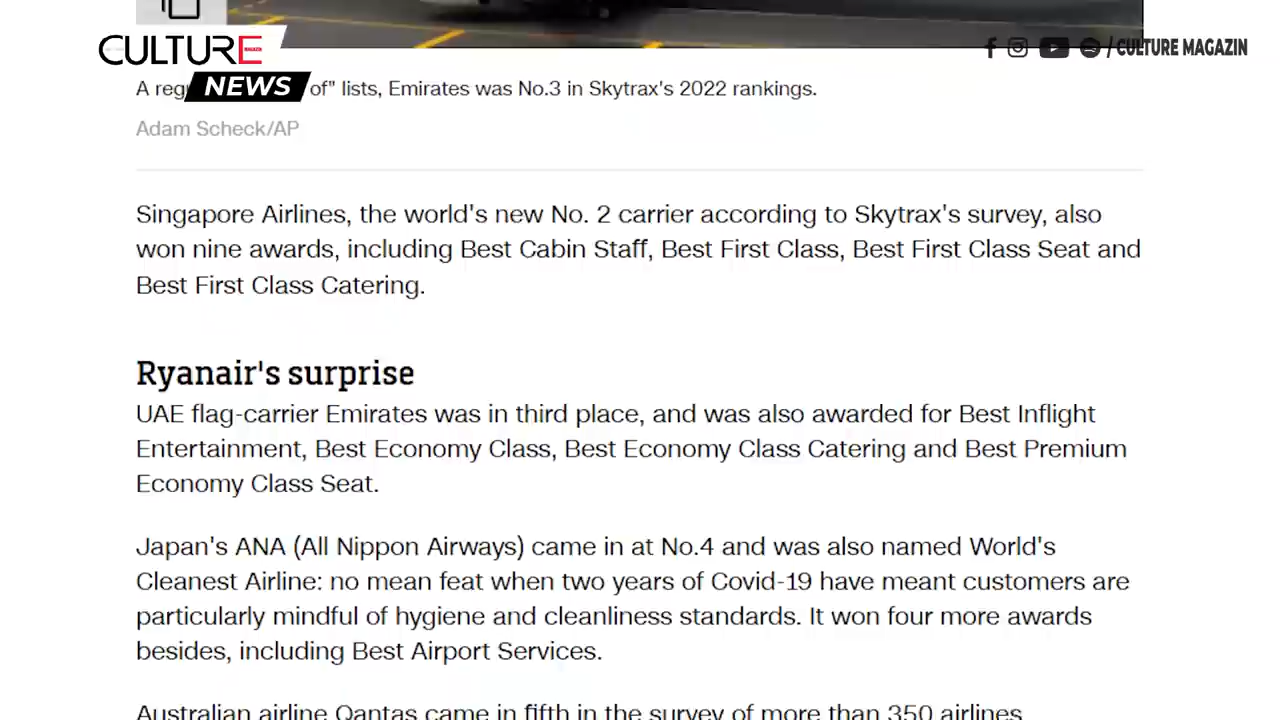 CULTURE
NEWS
/ CULTURE MAGAZIN
of" lists, Emirates was No.3 in Skytrax's 2022 rankings.
Adam Scheck/AP
Singapore Airlines, the world's new No. 2 carrier according to Skytrax's survey, also
won nine awards, including Best Cabin Staff, Best First Class, Best First Class Seat and
Best First Class Catering.
Ryanair's surprise
UAE flag-carrier Emirates was in third place, and was also awarded for Best Inflight
Entertainment, Best Economy Class, Best Economy Class Catering and Best Premium
Economy Class Seat.
Japan's ANA (All Nippon Airways) came in at No.4 and was also named World's
Cleanest Airline: no mean feat when two years of Covid-19 have meant customers are
particularly mindful of hygiene and cleanliness standards. It won four more awards
besides, including Best Airport Services.
Australian airline Qantas came in fifth in the survey of more than 350 airlines